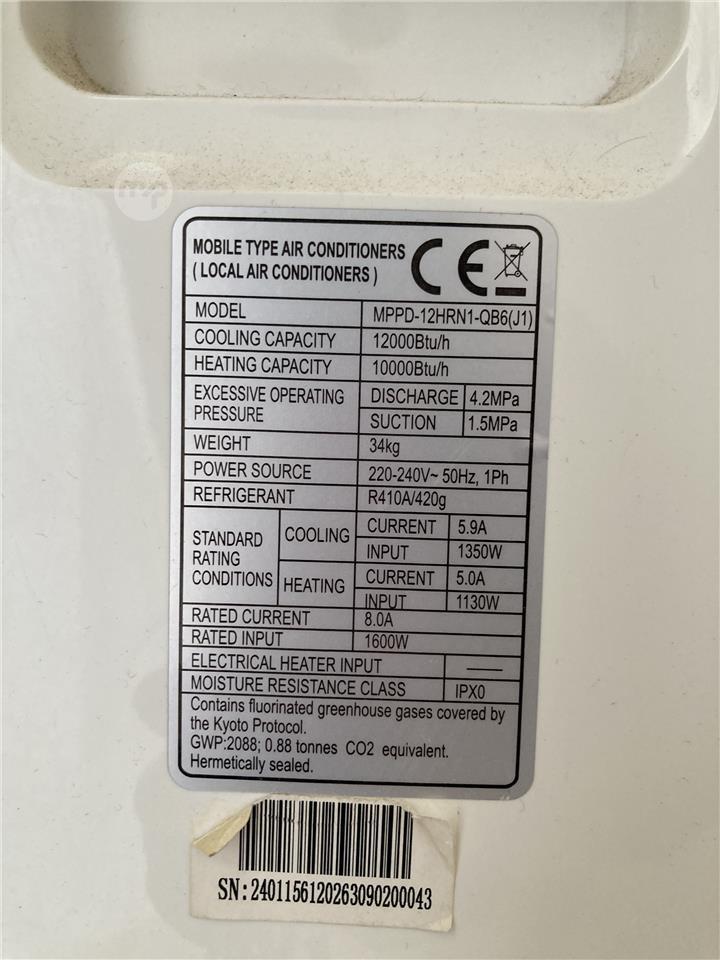 mp
MOBILE TYPE AIR CONDITIONERS
( LOCAL AIR CONDITIONERS )
CE
MODEL MPPD-12HRN1-QB6(J1)
COOLING CAPACITY 12000Btu/h
HEATING CAPACITY 10000Btu/h
EXCESSIVE OPERATING PRESSURE DISCHARGE 4.2MPa
SUCTION 1.5MPa
WEIGHT 34kg
POWER SOURCE 220-240V~ 50Hz, 1Ph
REFRIGERANT R410A/420g
STANDARD RATING CONDITIONS COOLING CURRENT 5.9A
INPUT 1350W
HEATING CURRENT 5.0A
INPUT 1130W
RATED CURRENT 8.0A
RATED INPUT 1600W
ELECTRICAL HEATER INPUT ——
MOISTURE RESISTANCE CLASS IPX0
Contains fluorinated greenhouse gases covered by
the Kyoto Protocol.
GWP:2088; 0.88 tonnes CO2 equivalent.
Hermetically sealed.
SN:2401156120263090200043